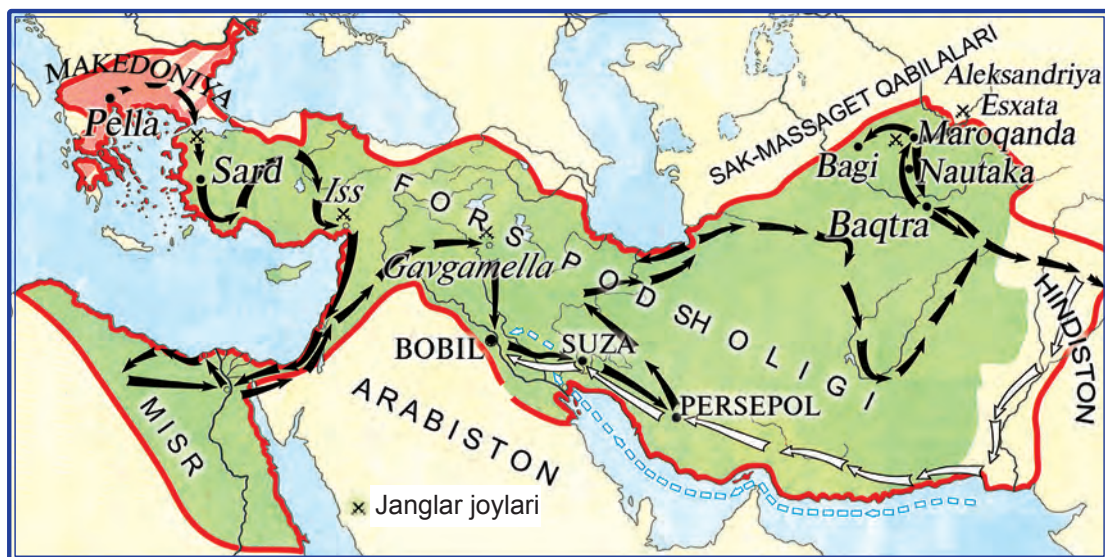 MAKEDONIYA
Pella
Sard
Iss
Gavgamella
FORS PODSHOLIGI
SAK-MASSAGET QABILALARI
Aleksandriya
Esxata
Maroqanda
Bagi
Nautaka
Baqtra
HINDISTON
BOBIL
SUZA
PERSEPOL
ARABISTON
MISR
Janglar joylari